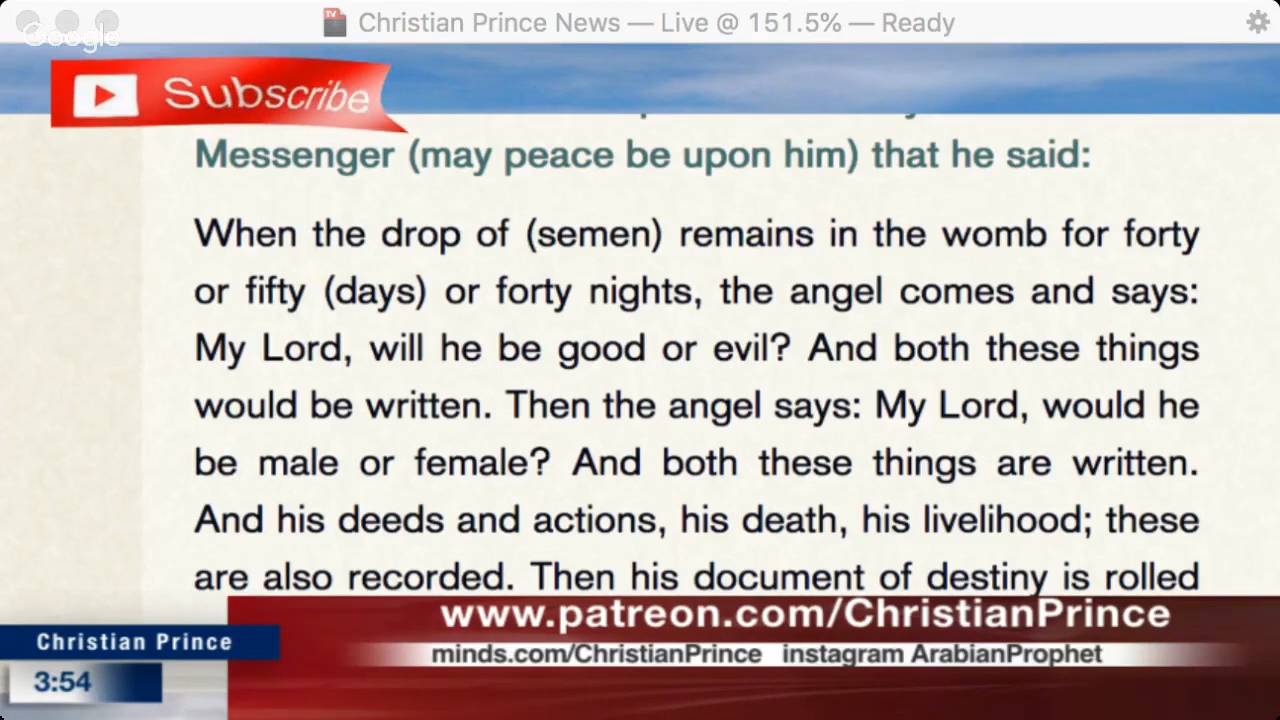 Christian Prince News — Live @ 151.5% — Ready
Google
Subscribe
Messenger (may peace be upon him) that he said:
When the drop of (semen) remains in the womb for forty
or fifty (days) or forty nights, the angel comes and says:
My Lord, will he be good or evil? And both these things
would be written. Then the angel says: My Lord, would he
be male or female? And both these things are written.
And his deeds and actions, his death, his livelihood; these
are also recorded. Then his document of destiny is rolled
www.patreon.com/ChristianPrince
Christian Prince
minds.com/ChristianPrince instagram ArabianProphet
3:54